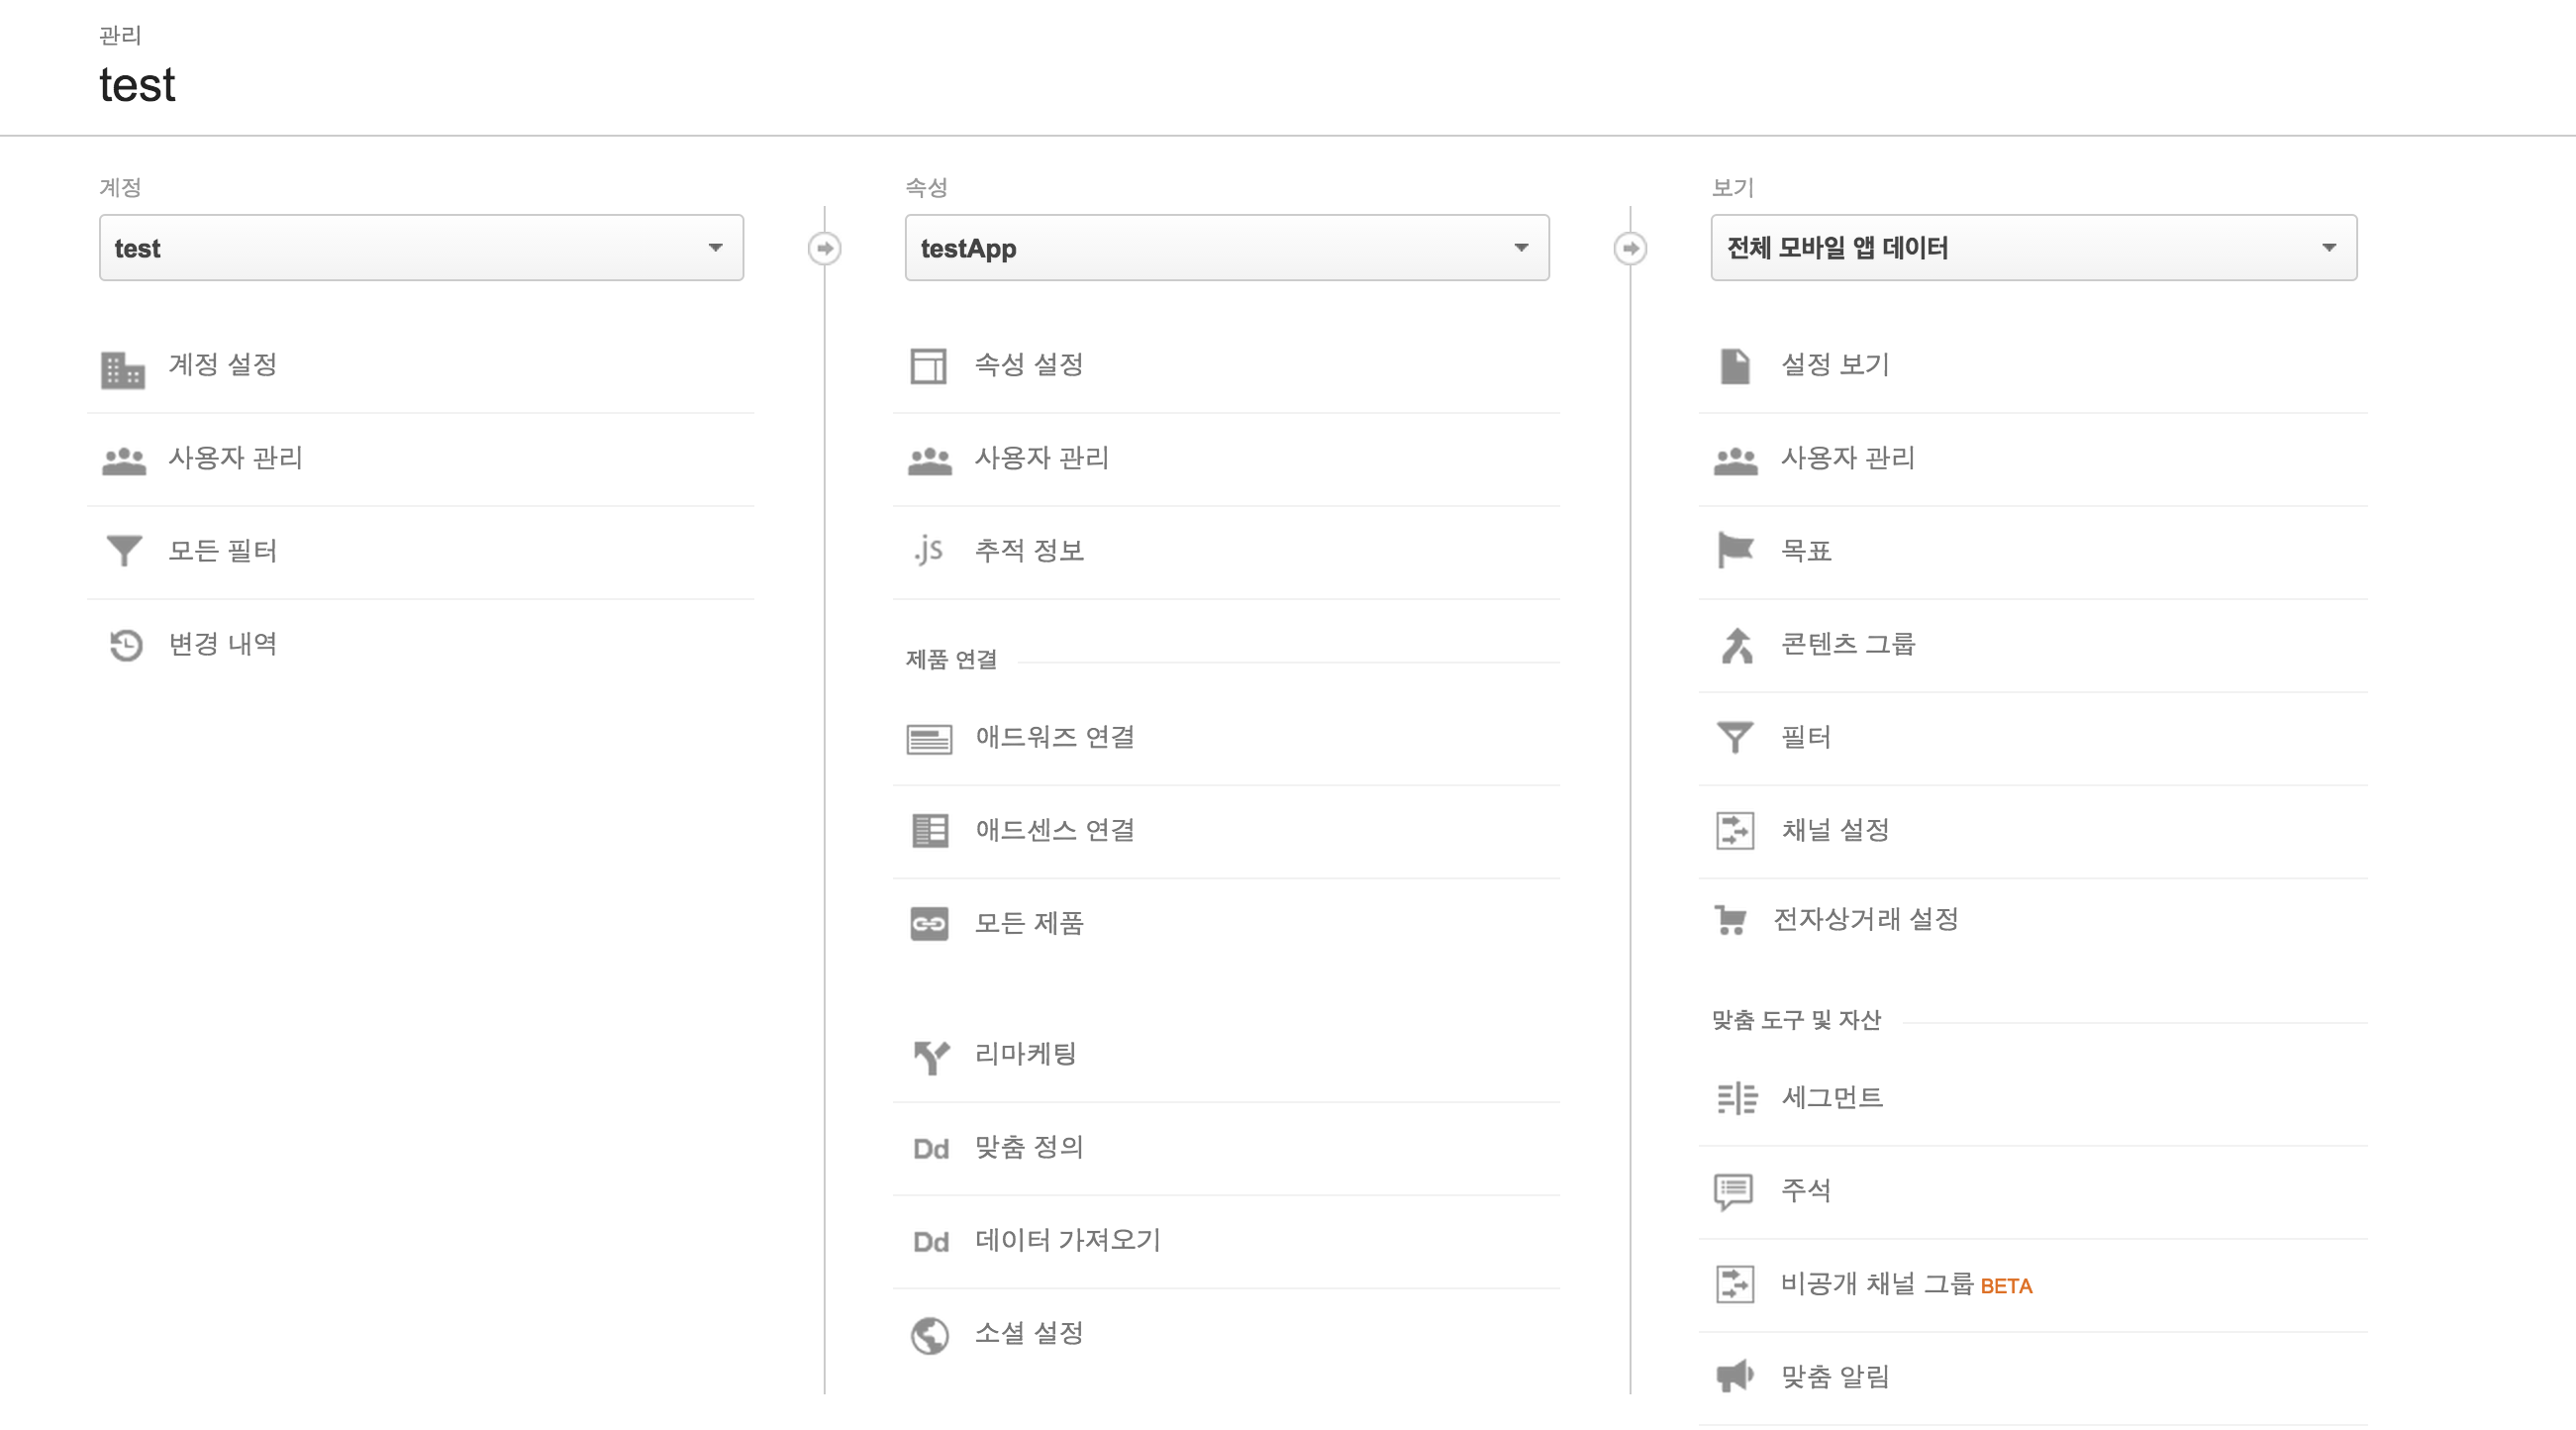 관리
test
계정
test
계정 설정
사용자 관리
모든 필터
변경 내역
속성
testApp
속성 설정
사용자 관리
.js 추적 정보
제품 연결
애드워즈 연결
애드센스 연결
모든 제품
리마케팅
Dd 맞춤 정의
Dd 데이터 가져오기
소셜 설정
보기
전체 모바일 앱 데이터
설정 보기
사용자 관리
목표
콘텐츠 그룹
필터
채널 설정
전자상거래 설정
맞춤 도구 및 자산
세그먼트
주석
비공개 채널 그룹 BETA
맞춤 알림